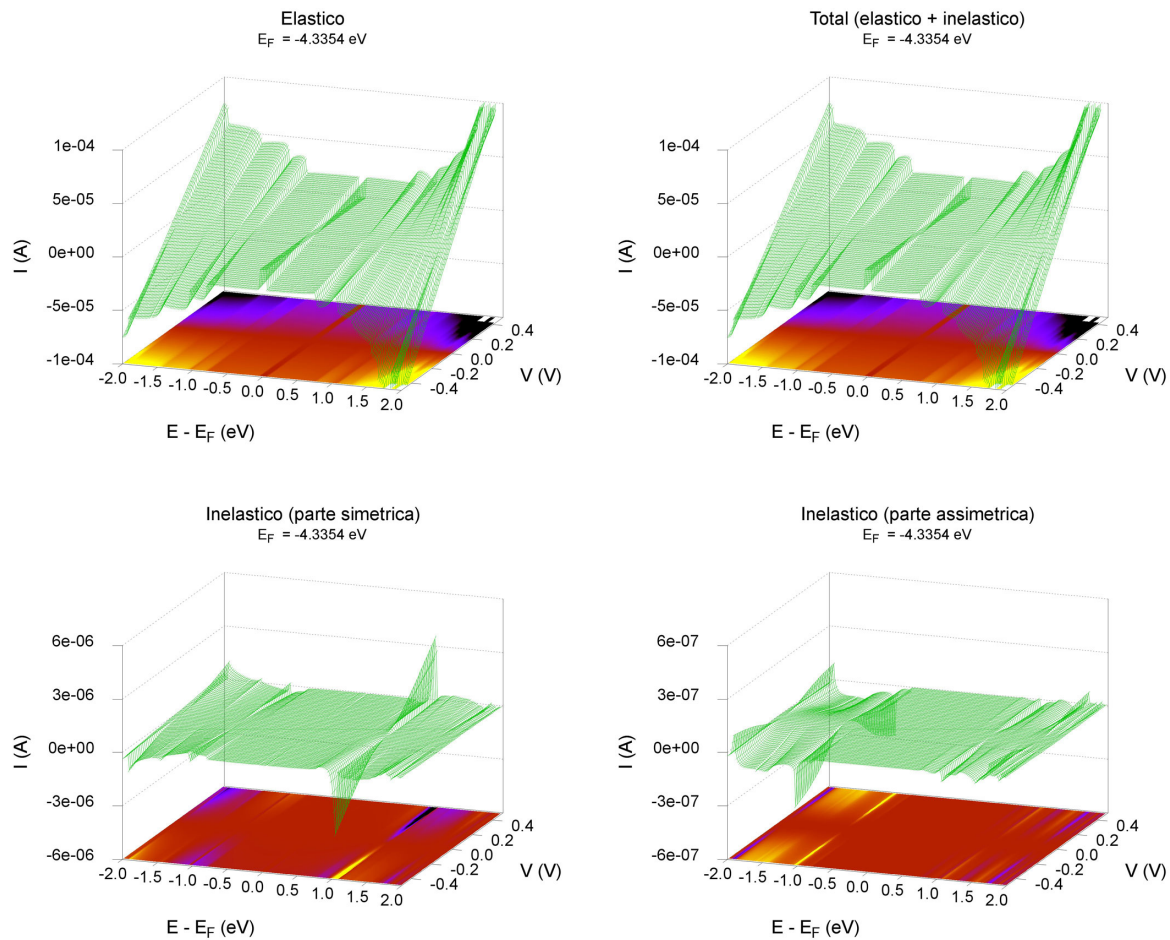 Elastico
E_F = -4.3354 eV
I (A)
1e-04
5e-05
0e+00
-5e-05
-1e-04
-2.0 -1.5 -1.0 -0.5 0.0 0.5 1.0 1.5 2.0
E - E_F (eV)
-0.4 -0.2 0.0 0.2 0.4
V (V)
Total (elastico + inelastico)
E_F = -4.3354 eV
I (A)
1e-04
5e-05
0e+00
-5e-05
-1e-04
-2.0 -1.5 -1.0 -0.5 0.0 0.5 1.0 1.5 2.0
E - E_F (eV)
-0.4 -0.2 0.0 0.2 0.4
V (V)
Inelastico (parte simetrica)
E_F = -4.3354 eV
I (A)
6e-06
3e-06
0e+00
-3e-06
-6e-06
-2.0 -1.5 -1.0 -0.5 0.0 0.5 1.0 1.5 2.0
E - E_F (eV)
-0.4 -0.2 0.0 0.2 0.4
V (V)
Inelastico (parte assimetrica)
E_F = -4.3354 eV
I (A)
6e-07
3e-07
0e+00
-3e-07
-6e-07
-2.0 -1.5 -1.0 -0.5 0.0 0.5 1.0 1.5 2.0
E - E_F (eV)
-0.4 -0.2 0.0 0.2 0.4
V (V)